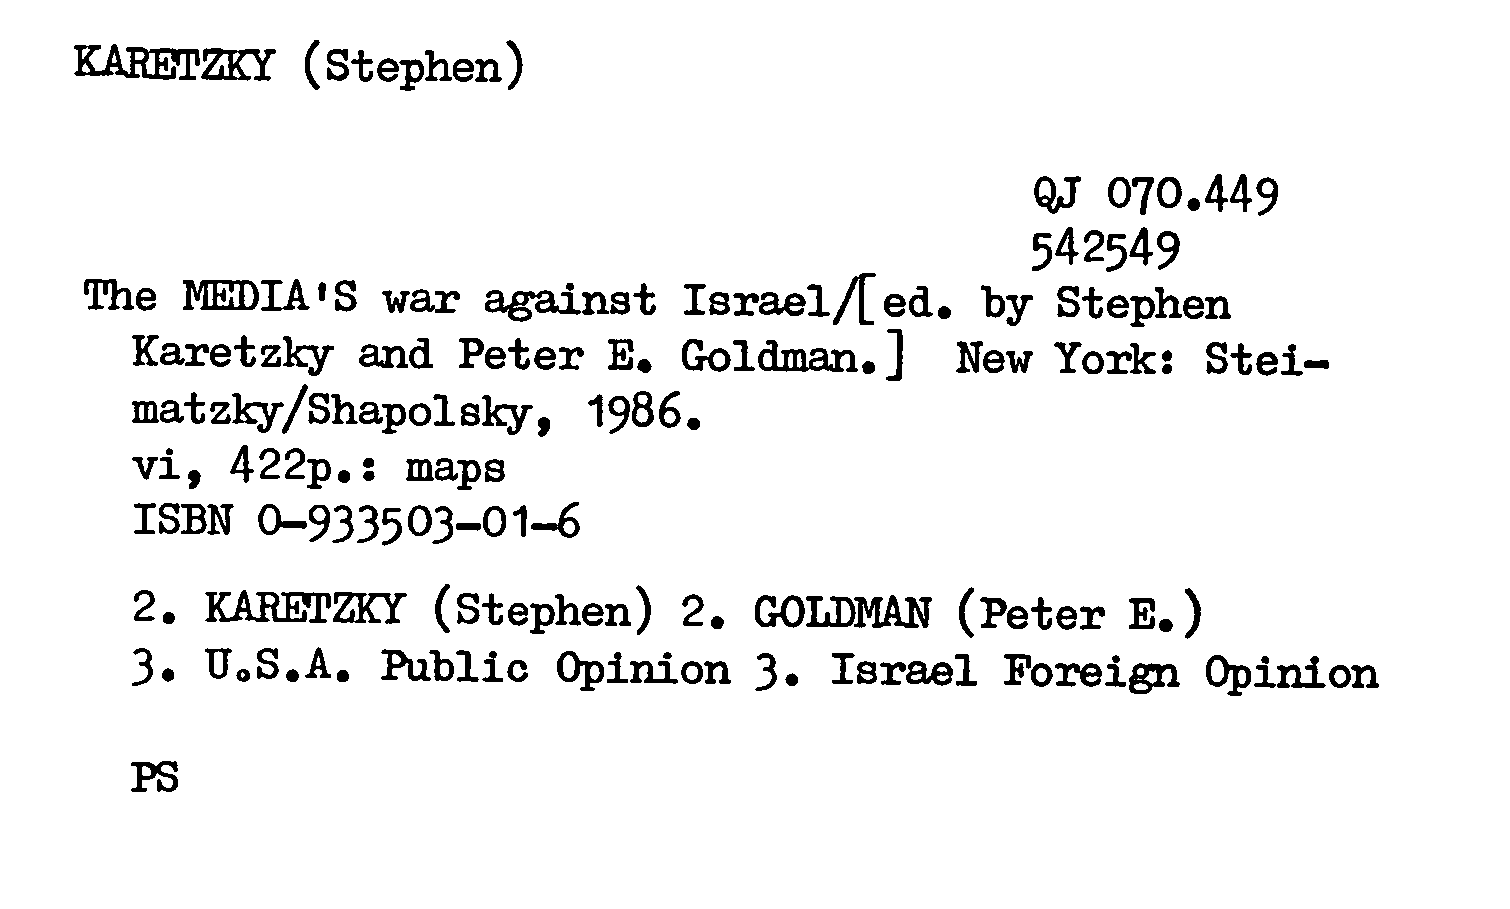 KARETZKY (Stephen)
QJ 070.449
542549
The MEDIA'S war against Israel/[ed. by Stephen
Karetzky and Peter E. Goldman.] New York: Stei-
matzky/Shapolsky, 1986.
vi, 422p.: maps
ISBN 0-933503-01-6
2. KARETZKY (Stephen) 2. GOLDMAN (Peter E.)
3. U.S.A. Public Opinion 3. Israel Foreign Opinion
PS